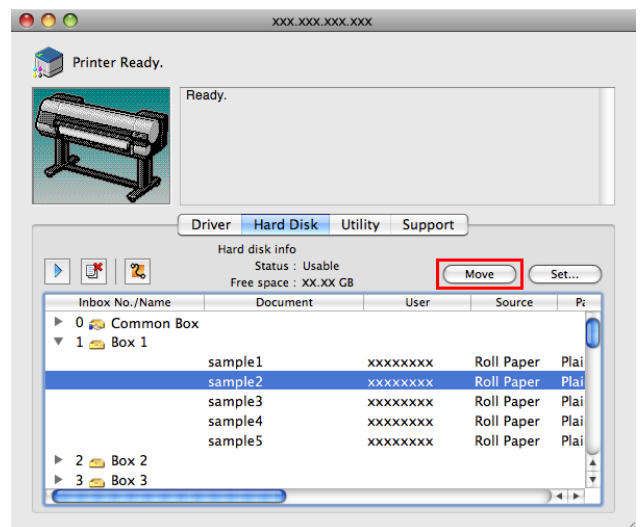 xxx.xxx.xxx.xxx
Printer Ready.
Ready.
Driver Hard Disk Utility Support
Hard disk info
Status : Usable
Free space : XX.XX GB
Move Set...
Inbox No./Name Document User Source Pa
0 Common Box
1 Box 1
sample1 xxxxxxxx Roll Paper Plai
sample2 xxxxxxxx Roll Paper Plai
sample3 xxxxxxxx Roll Paper Plai
sample4 xxxxxxxx Roll Paper Plai
sample5 xxxxxxxx Roll Paper Plai
2 Box 2
3 Box 3